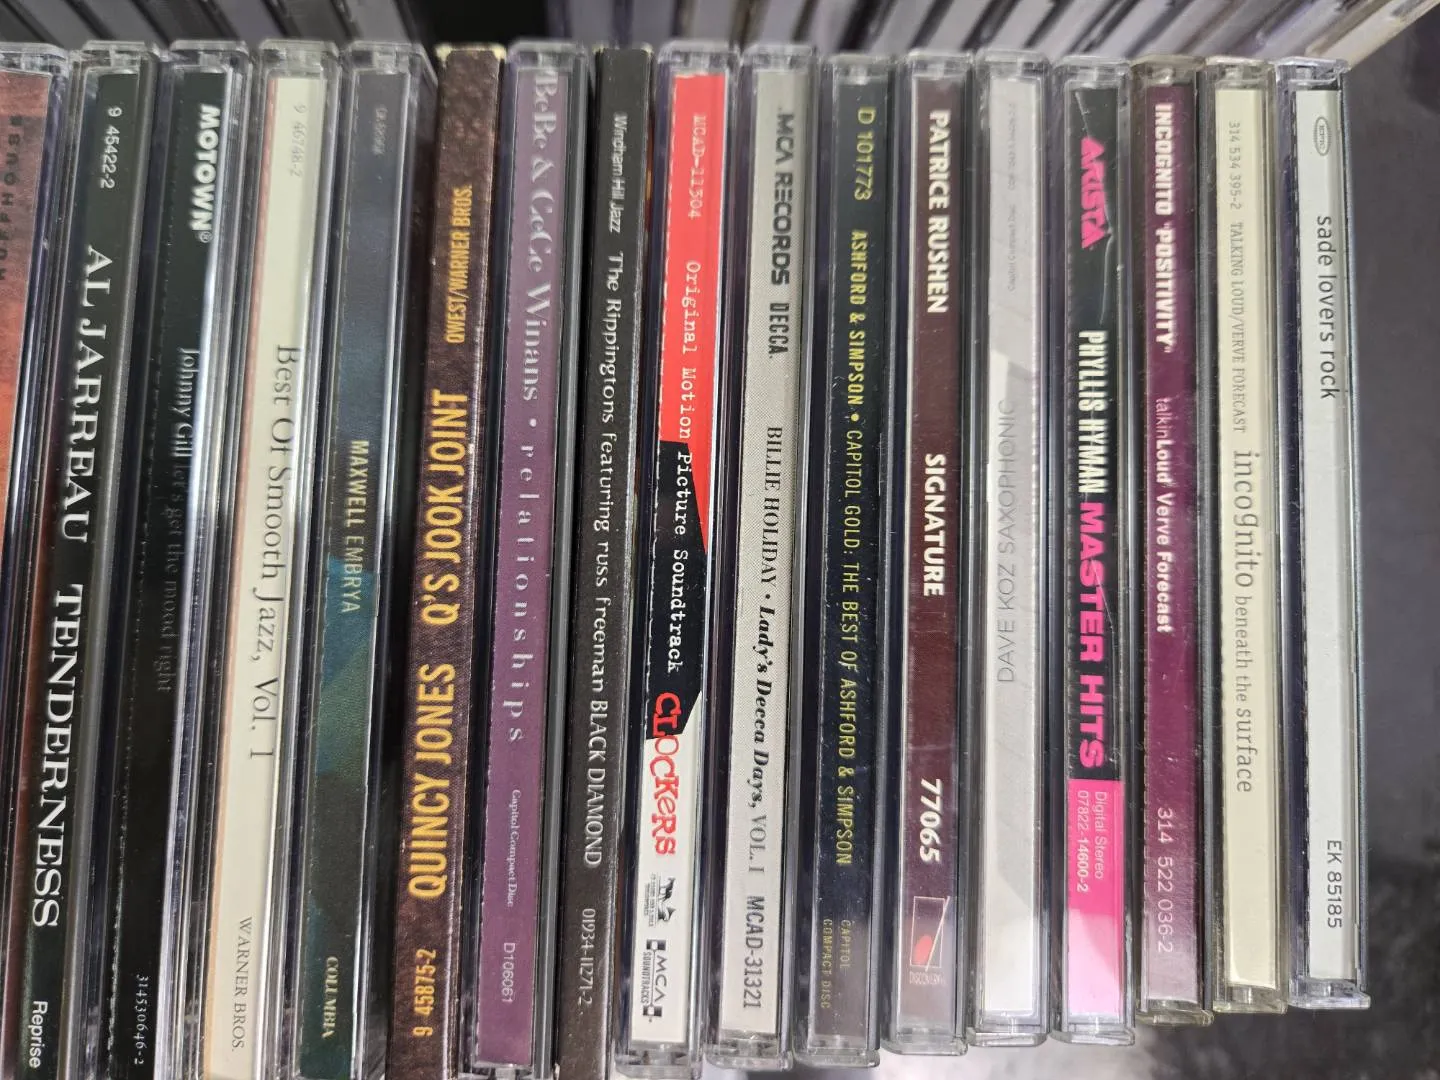 9 45422-2 AL JARREAU TENDERNESS Reprise
MOTOWN® Johnny Gill let's get the mood right 314530646-2
9 46748-2 Best Of Smooth Jazz, Vol. 1 WARNER BROS.
MAXWELL EMBRYA COLUMBIA
QWEST/WARNER BROS. Q'S JOOK JOINT QUINCY JONES 9 45875-2
BeBe & CeCe Winans • relationships Capitol Compact Disc D106061
Windham Hill Jazz The Rippingtons featuring russ freeman BLACK DIAMOND 01934-11271-2
MCAD-11304 Original Motion Picture Soundtrack CLOCKERS MCA SOUNDTRACKS
MCA RECORDS DECCA BILLIE HOLIDAY • Lady's Decca Days, VOL. I MCAD-31321
D 101773 ASHFORD & SIMPSON • CAPITOL GOLD: THE BEST OF ASHFORD & SIMPSON CAPITOL COMPACT DISC
PATRICE RUSHEN SIGNATURE 77065 DISCOVERY
DAVE KOZ SAXOPHONIC
ARISTA PHYLLIS HYMAN MASTER HITS Digital Stereo 07822-14600-2
INCOGNITO "POSITIVITY" talkinLoud Verve Forecast 314 522 036-2
314 534 395-2 TALKING LOUD/VERVE FORECAST incognito beneath the surface
EPIC sade lovers rock EK 85185